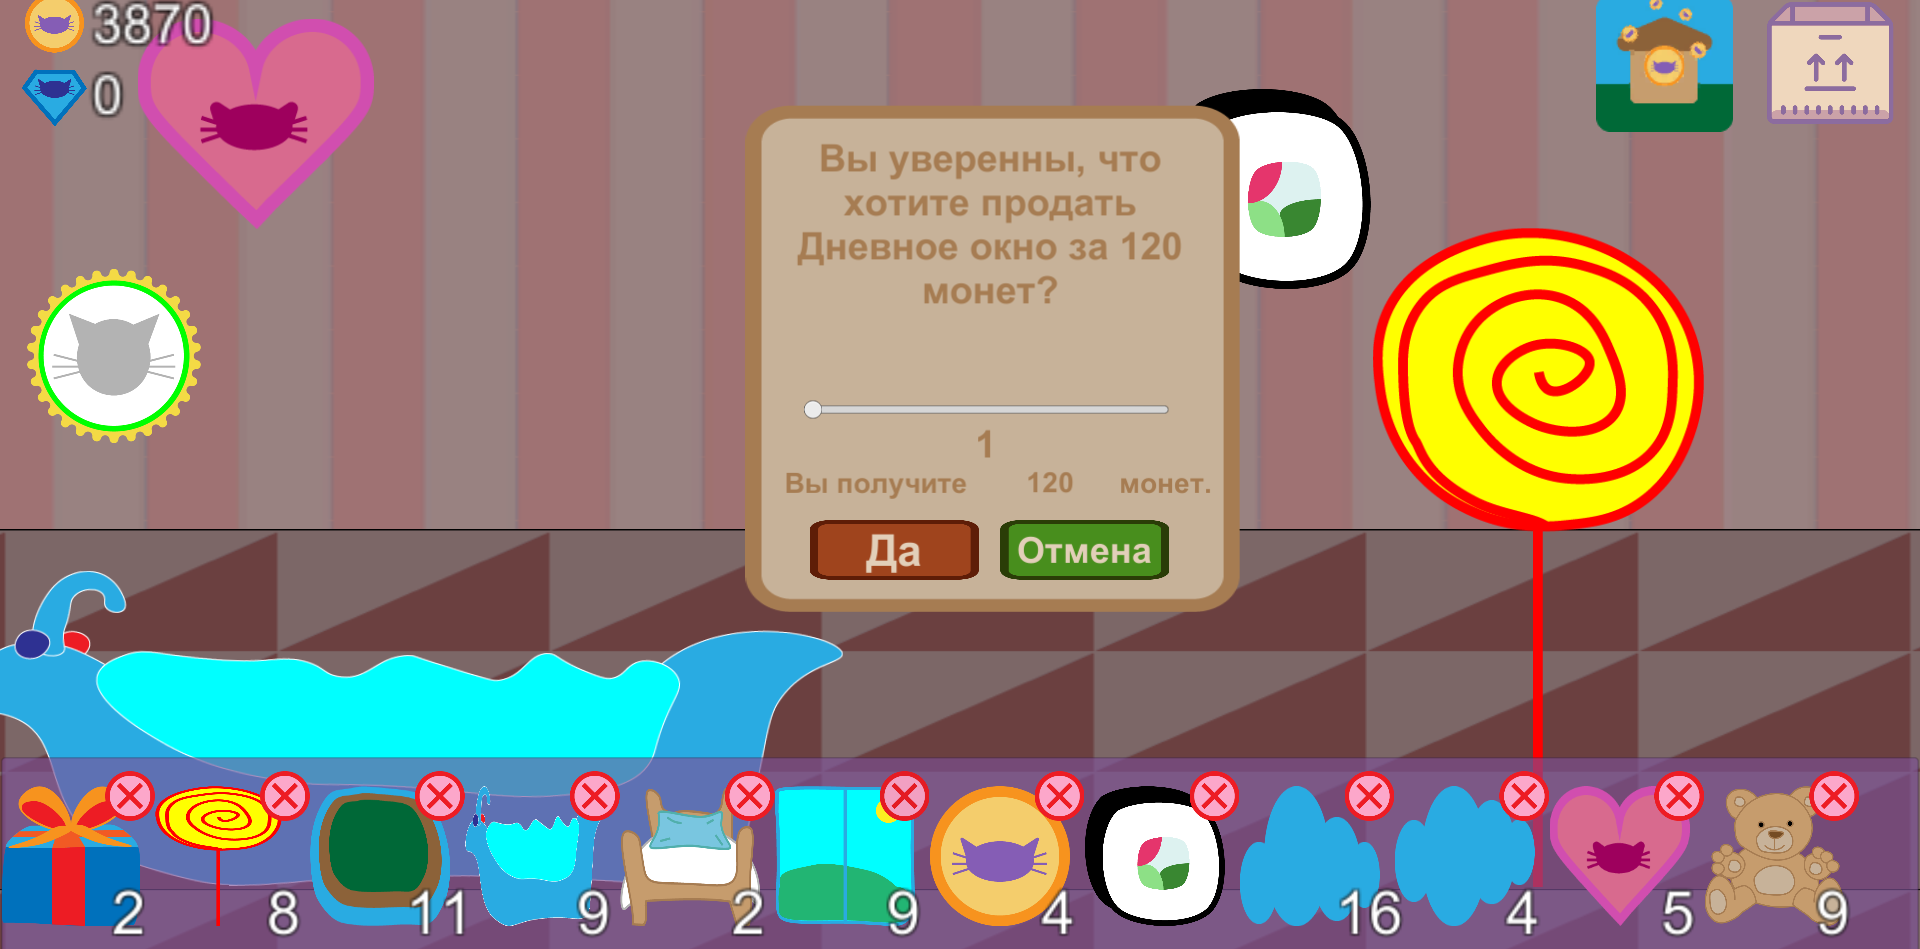 3870
0
Вы уверенны, что
хотите продать
Дневное окно за 120
монет?
1
Вы получите 120 монет.
Да Отмена
2 8 11 9 2 9 4 16 4 5 9